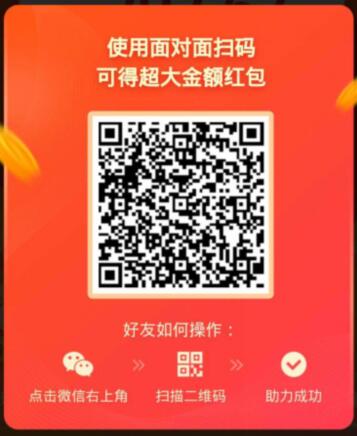 使用面对面扫码
可得超大金额红包
好友如何操作：
点击微信右上角
扫描二维码
助力成功